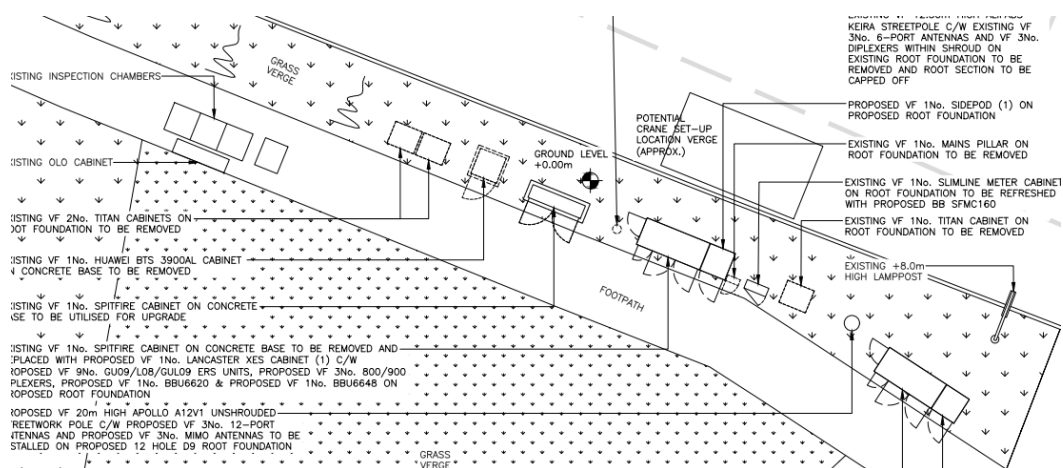 KEIRA STREETPOLE C/W EXISTING VF
3No. 6-PORT ANTENNAS AND VF 3No.
DIPLEXERS WITHIN SHROUD ON
EXISTING ROOT FOUNDATION TO BE
REMOVED AND ROOT SECTION TO BE
CAPPED OFF
GRASS
VERGE
XISTING INSPECTION CHAMBERS
PROPOSED VF 1No. SIDEPOD (1) ON
PROPOSED ROOT FOUNDATION
POTENTIAL
CRANE SET-UP
LOCATION VERGE
(APPROX.)
EXISTING VF 1No. MAINS PILLAR ON
ROOT FOUNDATION TO BE REMOVED
GROUND LEVEL
+0.00m
XISTING OLO CABINET
EXISTING VF 1No. SLIMLINE METER CABINET
ON ROOT FOUNDATION TO BE REFRESHED
WITH PROPOSED BB SFMC160
XISTING VF 2No. TITAN CABINETS ON
OOT FOUNDATION TO BE REMOVED
EXISTING VF 1No. TITAN CABINET ON
ROOT FOUNDATION TO BE REMOVED
XISTING VF 1No. HUAWEI BTS 3900AL CABINET
N CONCRETE BASE TO BE REMOVED
EXISTING +8.0m
HIGH LAMPPOST
FOOTPATH
XISTING VF 1No. SPITFIRE CABINET ON CONCRETE
ASE TO BE UTILISED FOR UPGRADE
XISTING VF 1No. SPITFIRE CABINET ON CONCRETE BASE TO BE REMOVED AND
EPLACED WITH PROPOSED VF 1No. LANCASTER XES CABINET (1) C/W
ROPOSED VF 9No. GU09/L08/GUL09 ERS UNITS, PROPOSED VF 3No. 800/900
PLEXERS, PROPOSED VF 1No. BBU6620 & PROPOSED VF 1No. BBU6648 ON
ROPOSED ROOT FOUNDATION
ROPOSED VF 20m HIGH APOLLO A12V1 UNSHROUDED
TREETWORK POLE C/W PROPOSED VF 3No. 12-PORT
NTENNAS AND PROPOSED VF 3No. MIMO ANTENNAS TO BE
STALLED ON PROPOSED 12 HOLE D9 ROOT FOUNDATION
GRASS
VERGE